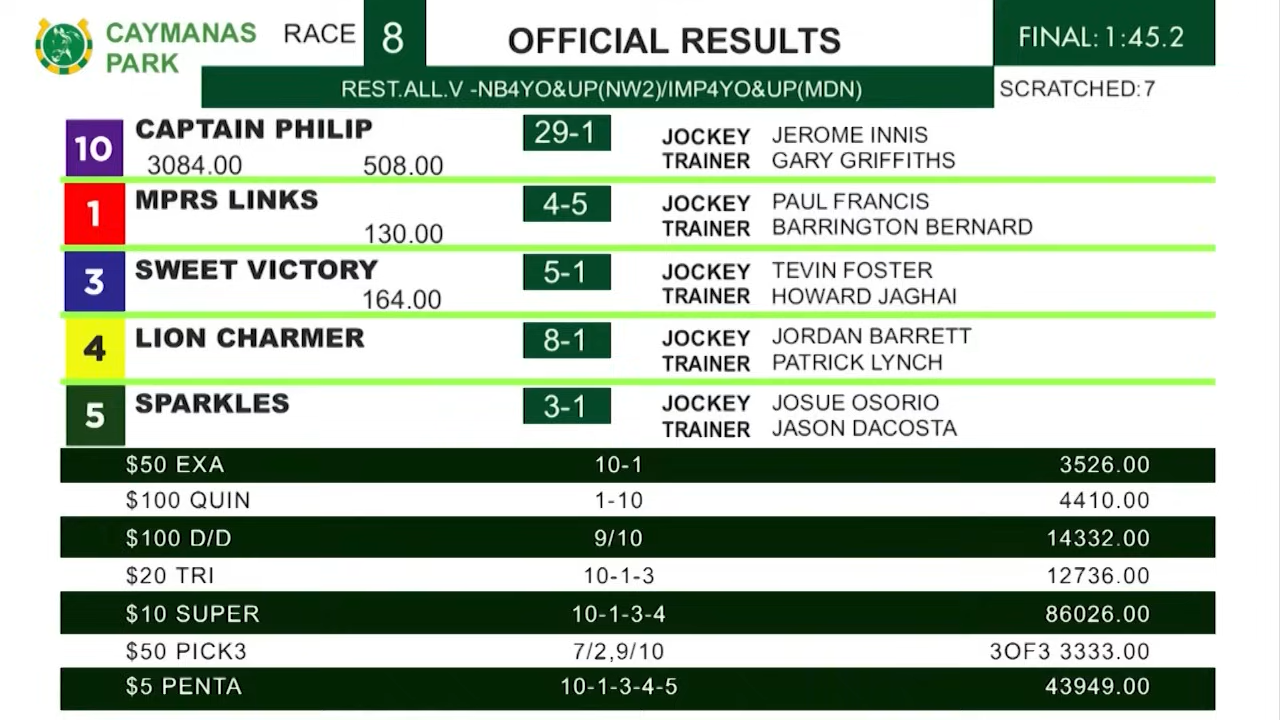 CAYMANAS PARK
RACE 8
OFFICIAL RESULTS
FINAL: 1:45.2
REST.ALL.V -NB4YO&UP(NW2)/IMP4YO&UP(MDN)
SCRATCHED:7
10 CAPTAIN PHILIP 29-1 JOCKEY JEROME INNIS
3084.00 508.00 TRAINER GARY GRIFFITHS
1 MPRS LINKS 4-5 JOCKEY PAUL FRANCIS
130.00 TRAINER BARRINGTON BERNARD
3 SWEET VICTORY 5-1 JOCKEY TEVIN FOSTER
164.00 TRAINER HOWARD JAGHAI
4 LION CHARMER 8-1 JOCKEY JORDAN BARRETT
TRAINER PATRICK LYNCH
5 SPARKLES 3-1 JOCKEY JOSUE OSORIO
TRAINER JASON DACOSTA
$50 EXA 10-1 3526.00
$100 QUIN 1-10 4410.00
$100 D/D 9/10 14332.00
$20 TRI 10-1-3 12736.00
$10 SUPER 10-1-3-4 86026.00
$50 PICK3 7/2,9/10 3OF3 3333.00
$5 PENTA 10-1-3-4-5 43949.00